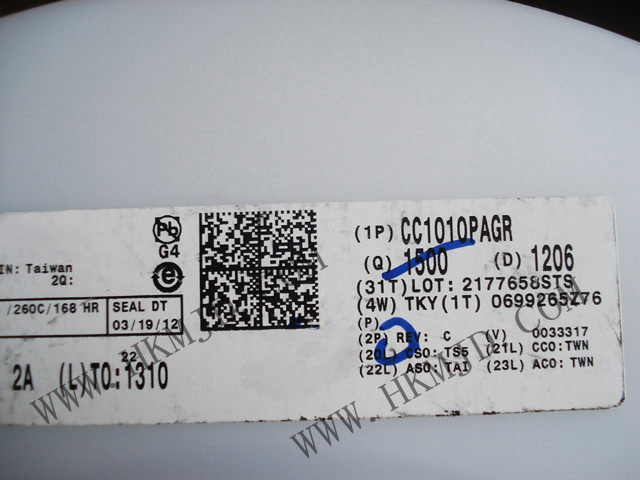 (1P) CC1010PAGR
(Q) 1500 (D) 1206
(31T) LOT: 2177658STS
(4W) TKY(1T) 0699265276
(P)
(2P) REV: C (V) 0033317
(20L) CSO: TS5 (21L) CCO: TWN
(22L) ASO: TAI (23L) ACO: TWN
Pb
G4
e
IN: Taiwan
2Q:
/260C/168 HR
SEAL DT
03/19/12
22
2A (L)TO:1310
WWW.HKMJD.COM
WWW.HKMJD.COM